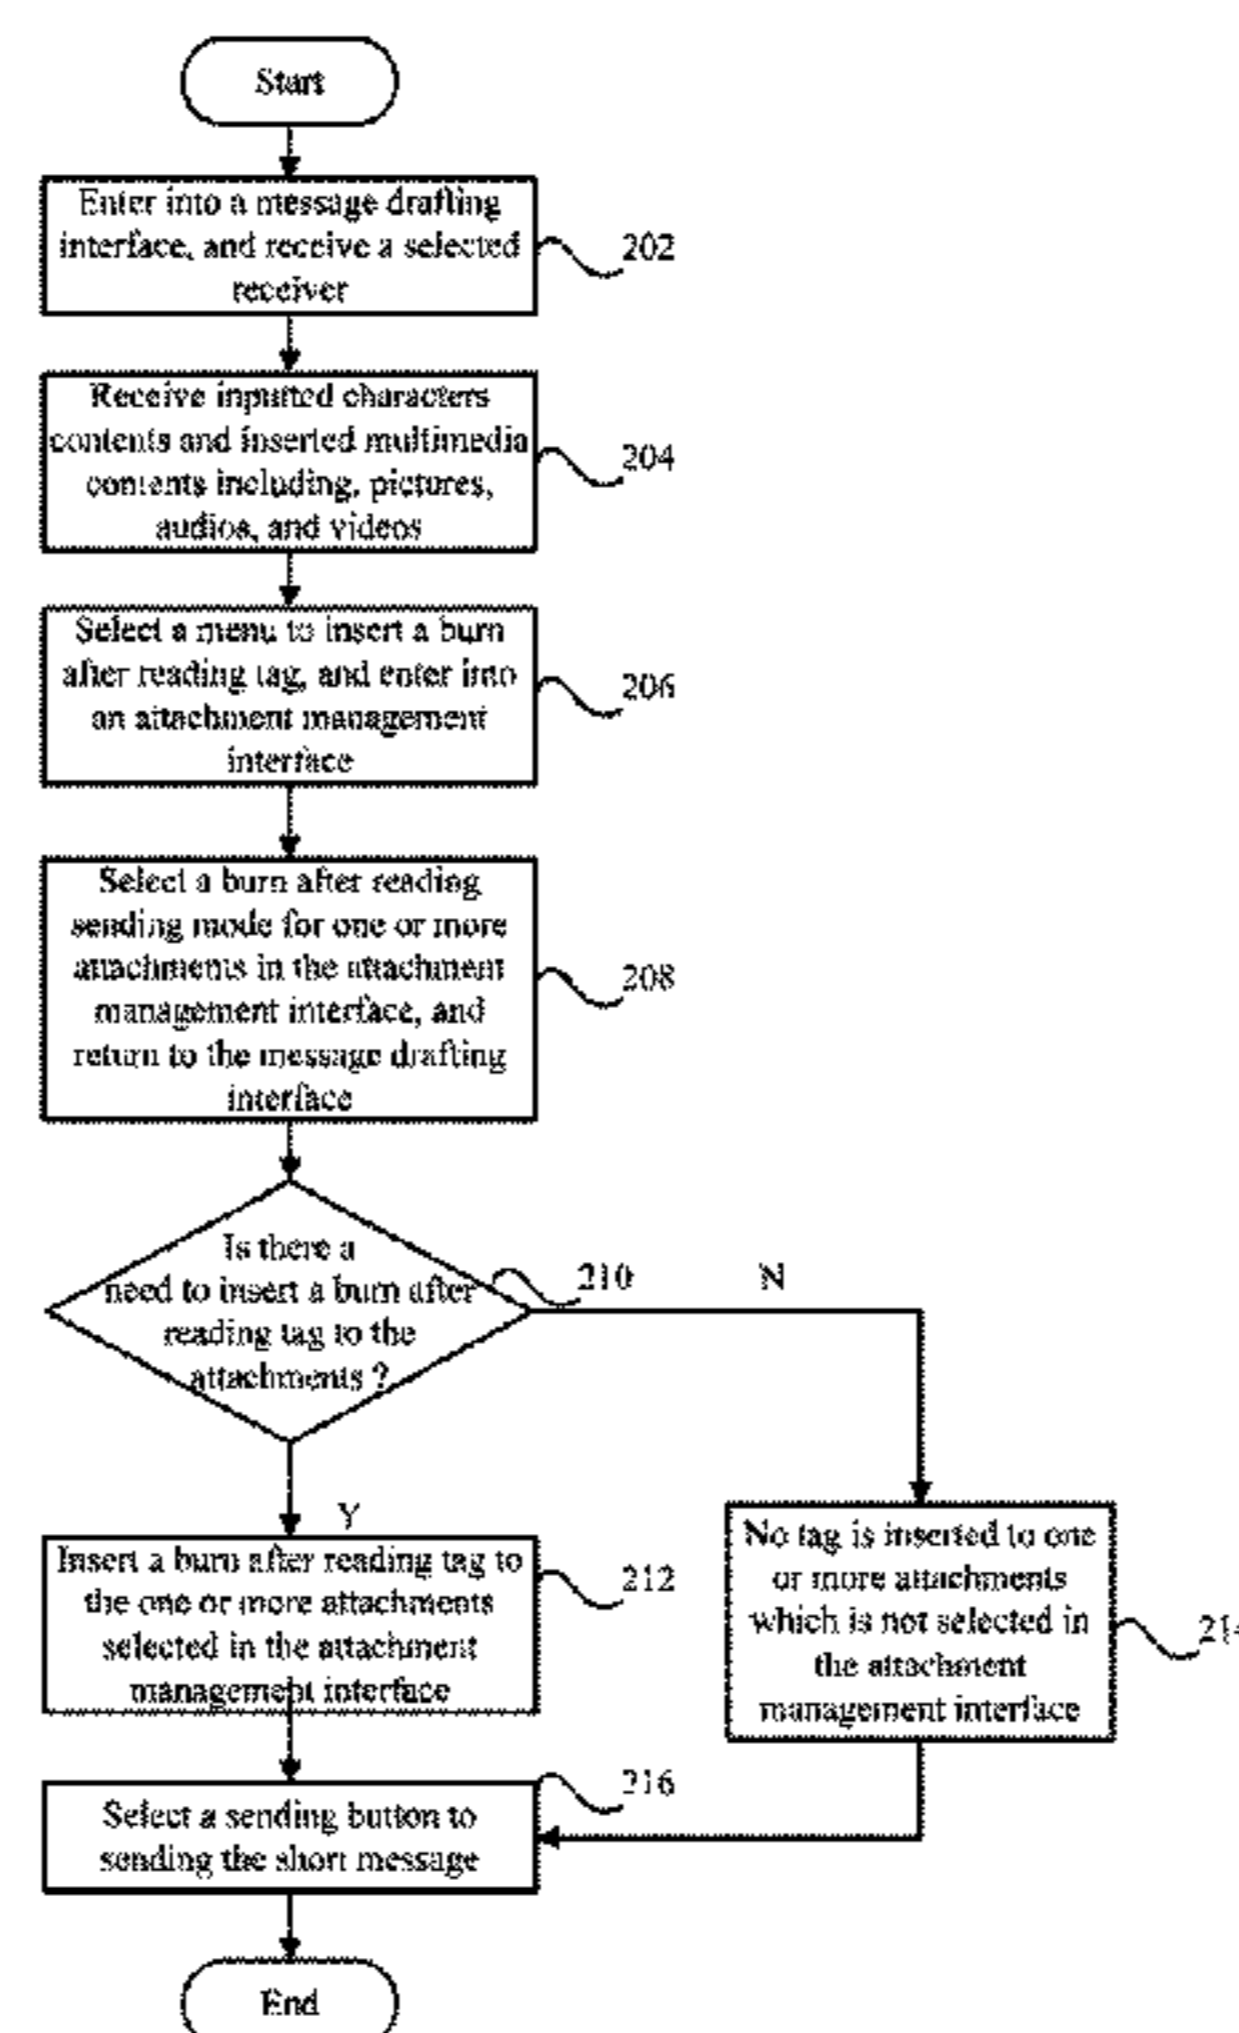 Start
Enter into a message drafting
interface, and receive a selected
receiver
202
Receive inputted characters
contents and inserted multimedia
contents including, pictures,
audios, and videos
204
Select a menu to insert a burn
after reading tag, and enter into
an attachment management
interface
206
Select a burn after reading
sending mode for one or more
attachments in the attachment
management interface, and
return to the message drafting
interface
208
Is there a
need to insert a burn after
reading tag to the
attachments ?
210
N
Y
Insert a burn after reading tag to
the one or more attachments
selected in the attachment
management interface
212
No tag is inserted to one
or more attachments
which is not selected in
the attachment
management interface
214
Select a sending button to
sending the short message
216
End